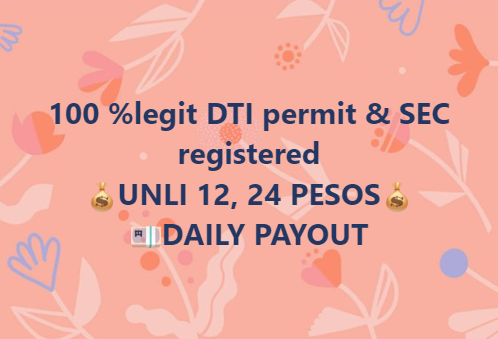 100 %legit DTI permit & SEC
registered
💰UNLI 12, 24 PESOS💰
💵DAILY PAYOUT